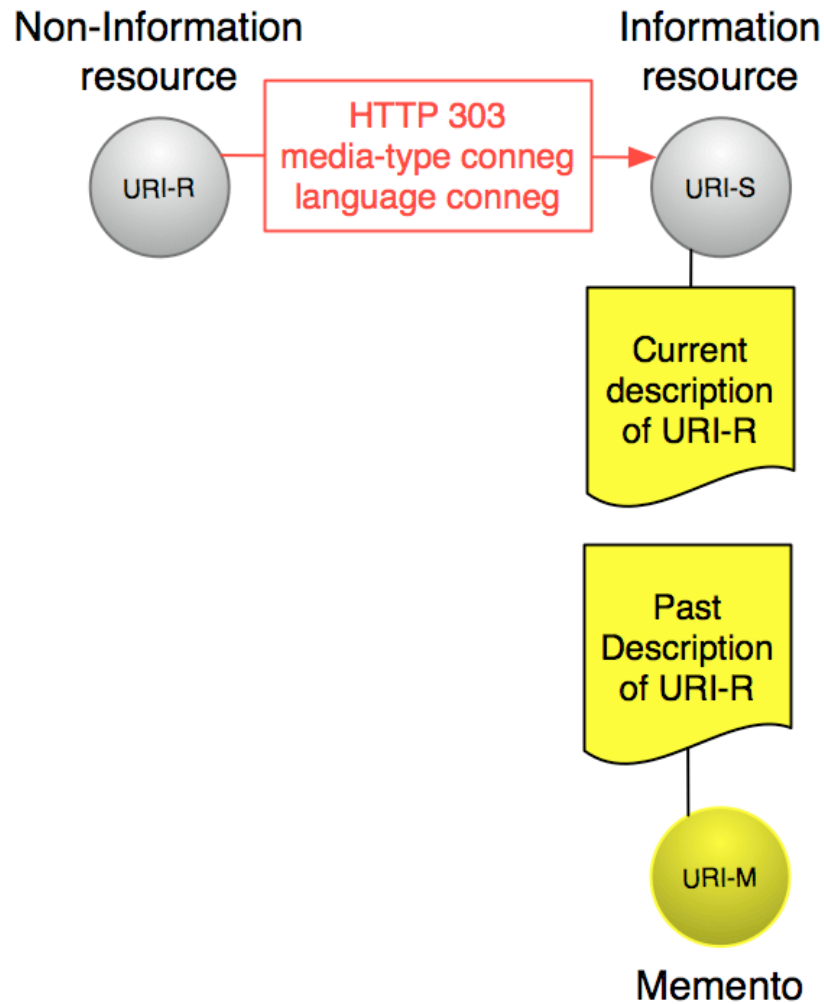 Non-Information
resource
Information
resource
HTTP 303
media-type conneg
language conneg
URI-R
URI-S
Current
description
of URI-R
Past
Description
of URI-R
URI-M
Memento